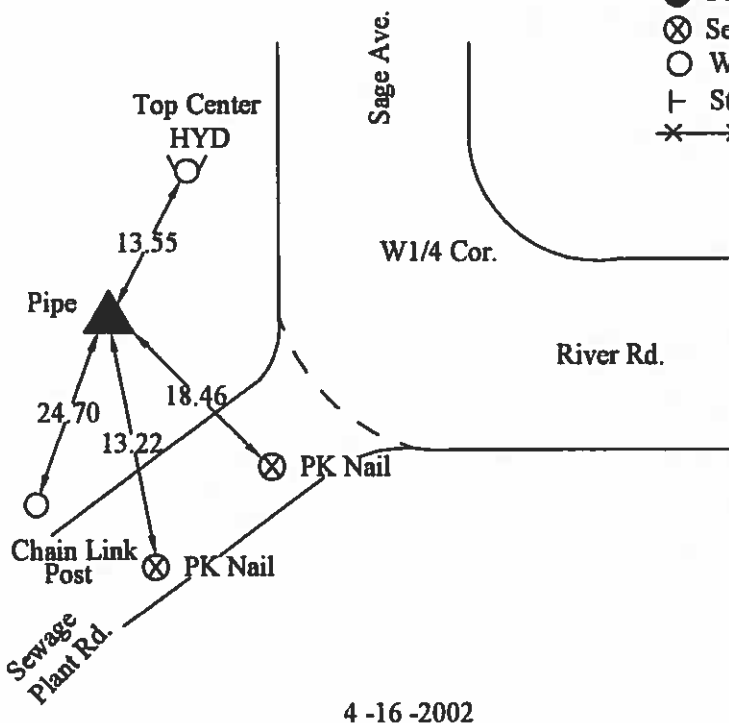 Sage Ave.
Top Center
HYD
13.55
W1/4 Cor.
Pipe
River Rd.
18.46
24.70
13.22
PK Nail
Chain Link
Post
PK Nail
Sewage
Plant Rd.
4 -16 -2002